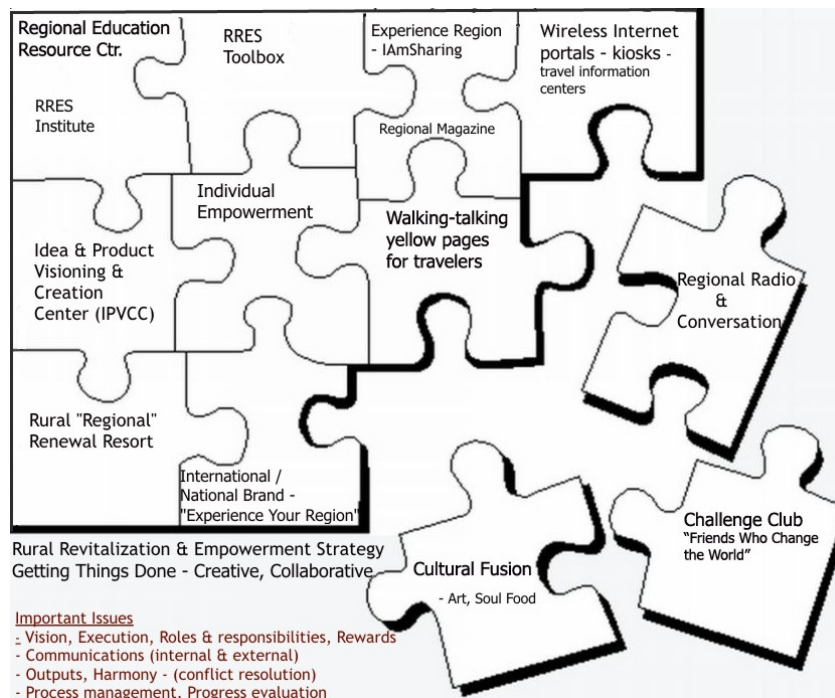 Regional Education
Resource Ctr.
RRES
Institute
RRES
Toolbox
Experience Region
- IAmSharing
Regional Magazine
Wireless Internet
portals - kiosks -
travel information
centers
Idea & Product
Visioning &
Creation
Center (IPVCC)
Individual
Empowerment
Walking-talking
yellow pages
for travelers
Regional Radio
&
Conversation
Rural "Regional"
Renewal Resort
International /
National Brand -
"Experience Your Region"
Cultural Fusion
- Art, Soul Food
Challenge Club
"Friends Who Change
the World"
Rural Revitalization & Empowerment Strategy
Getting Things Done - Creative, Collaborative
Important Issues
- Vision, Execution, Roles & responsibilities, Rewards
- Communications (internal & external)
- Outputs, Harmony - (conflict resolution)
- Process management, Progress evaluation